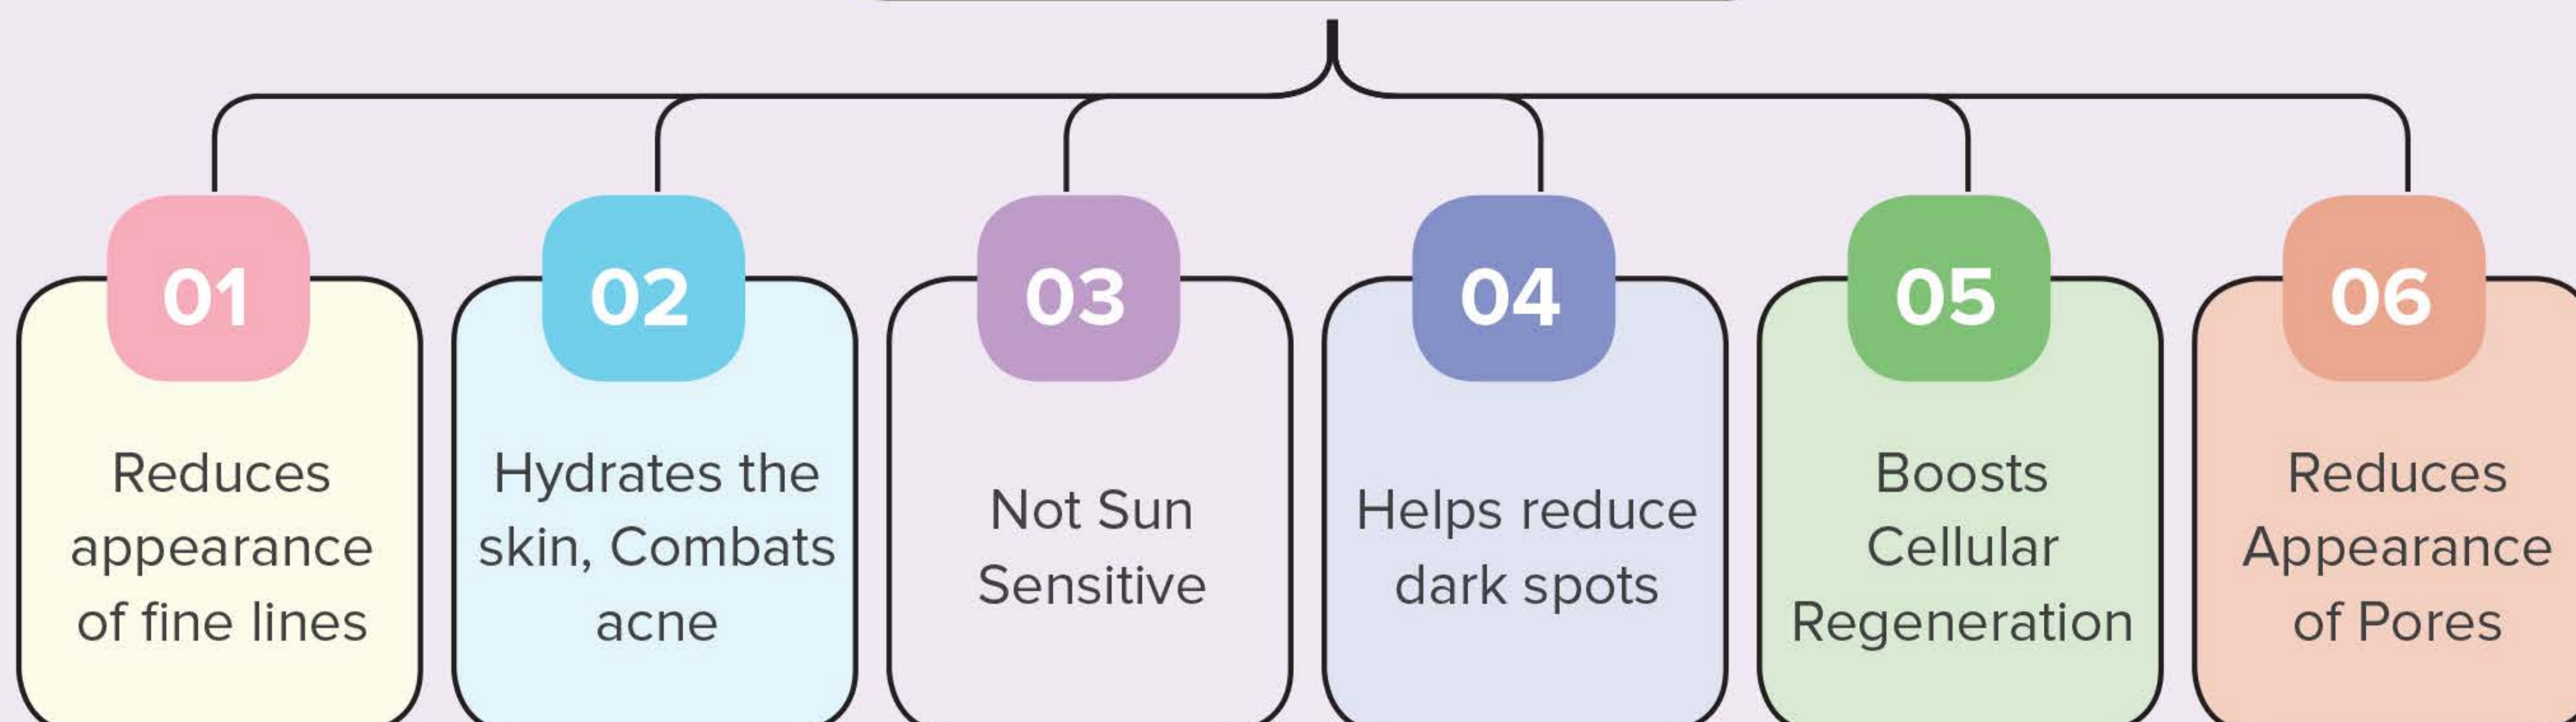 01
Reduces
appearance
of fine lines
02
Hydrates the
skin, Combats
acne
03
Not Sun
Sensitive
04
Helps reduce
dark spots
05
Boosts
Cellular
Regeneration
06
Reduces
Appearance
of Pores